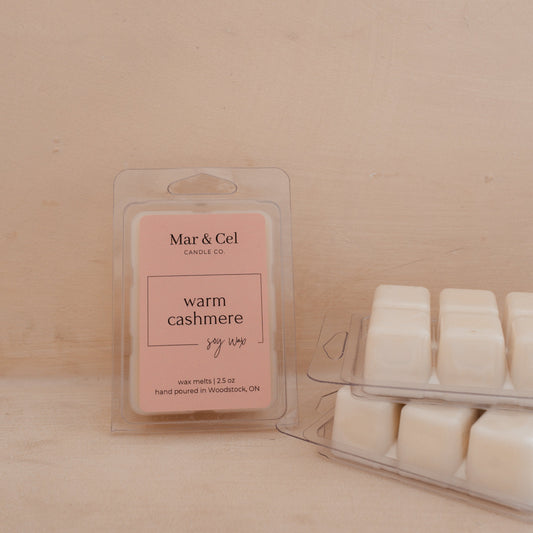 Mar & Cel
CANDLE CO.
warm
cashmere
soy wax
wax melts | 2.5 oz
hand poured in Woodstock, ON